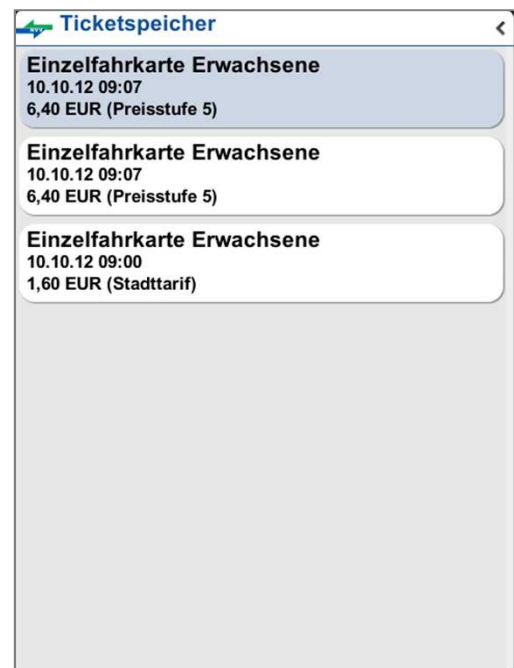 NVV Ticketspeicher
Einzelfahrkarte Erwachsene
10.10.12 09:07
6,40 EUR (Preisstufe 5)
Einzelfahrkarte Erwachsene
10.10.12 09:07
6,40 EUR (Preisstufe 5)
Einzelfahrkarte Erwachsene
10.10.12 09:00
1,60 EUR (Stadttarif)